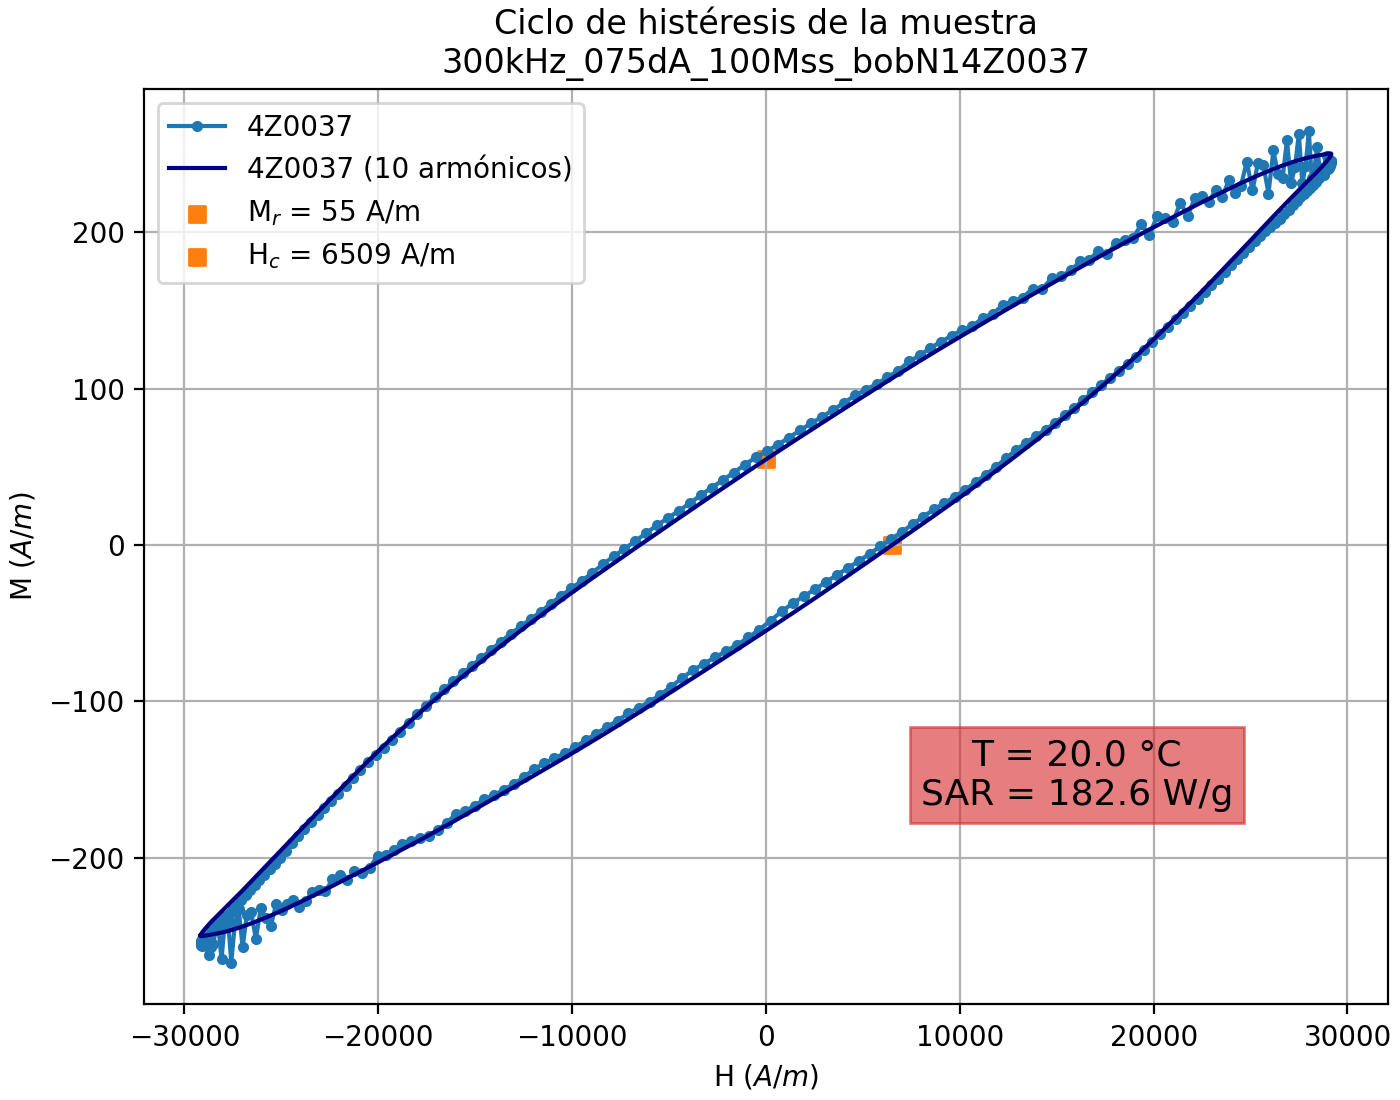 Ciclo de histéresis de la muestra
300kHz_075dA_100Mss_bobN14Z0037
4Z0037
4Z0037 (10 armónicos)
Mᵣ = 55 A/m
H_c = 6509 A/m
200
100
0
−100
−200
M (A/m)
T = 20.0 °C
SAR = 182.6 W/g
−30000 −20000 −10000 0 10000 20000 30000
H (A/m)